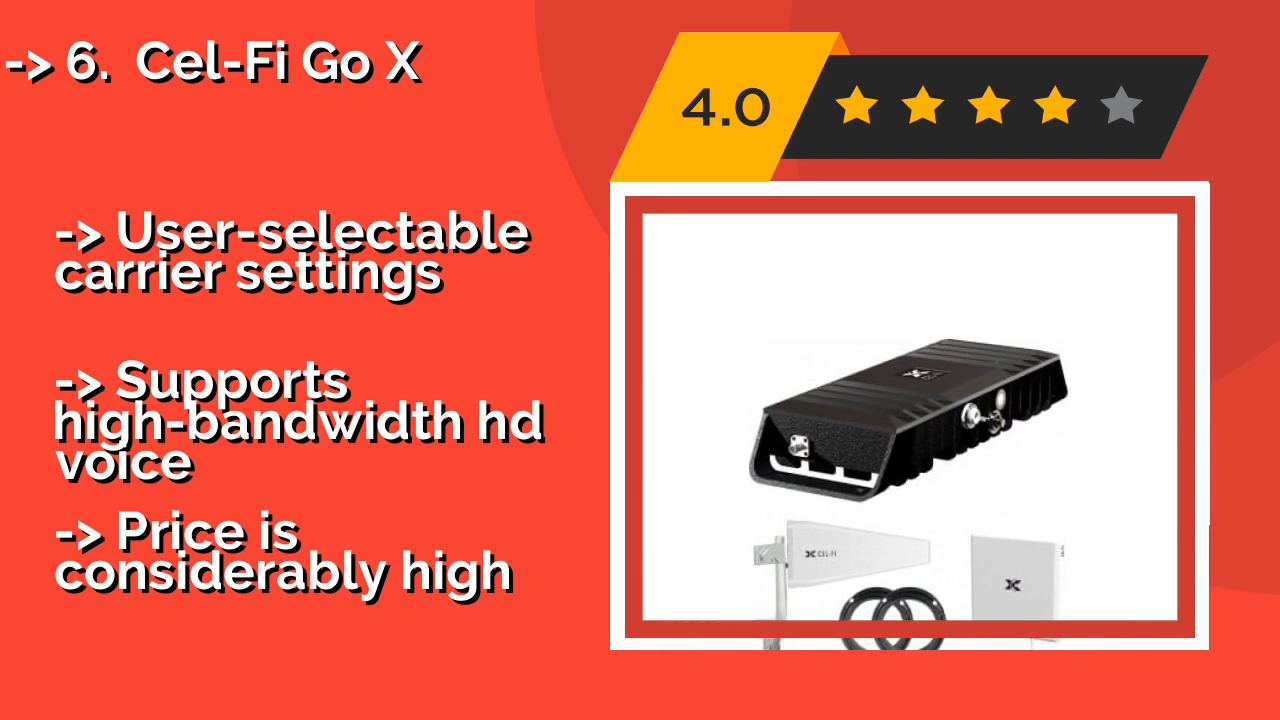 -> 6.  Cel-Fi Go X
4.0
-> User-selectable
carrier settings
-> Supports
high-bandwidth hd
voice
-> Price is
considerably high
CEL-FI